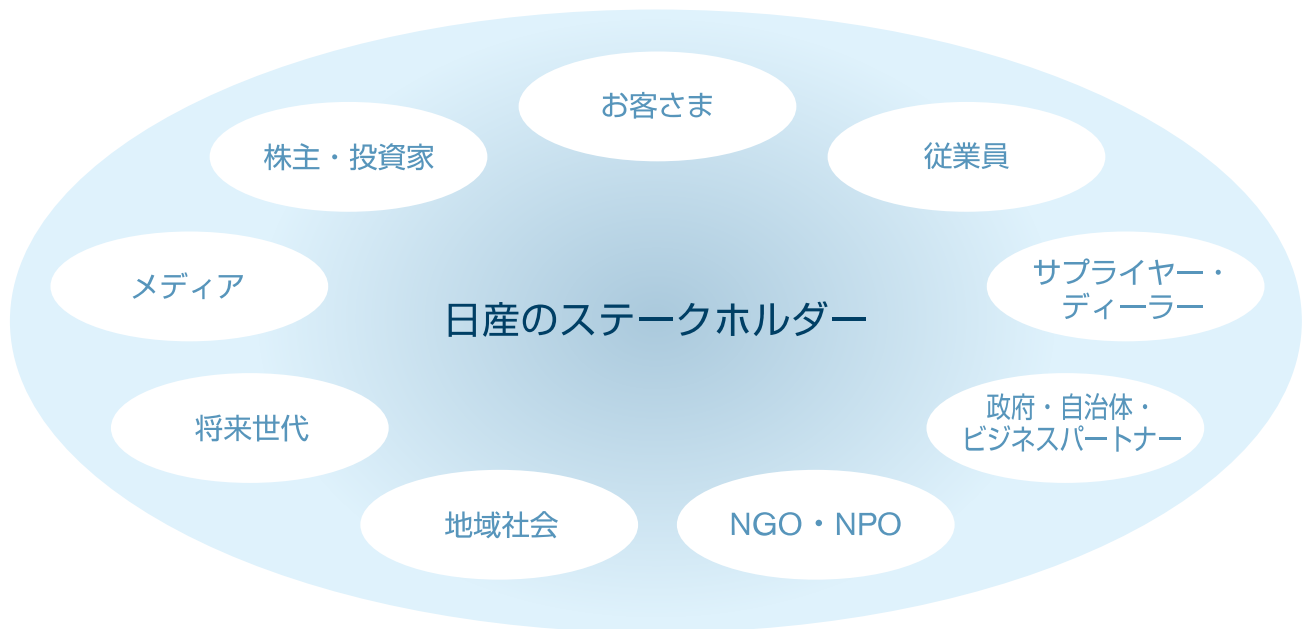 お客さま
株主・投資家
従業員
メディア
サプライヤー・
ディーラー
日産のステークホルダー
将来世代
政府・自治体・
ビジネスパートナー
地域社会
NGO・NPO